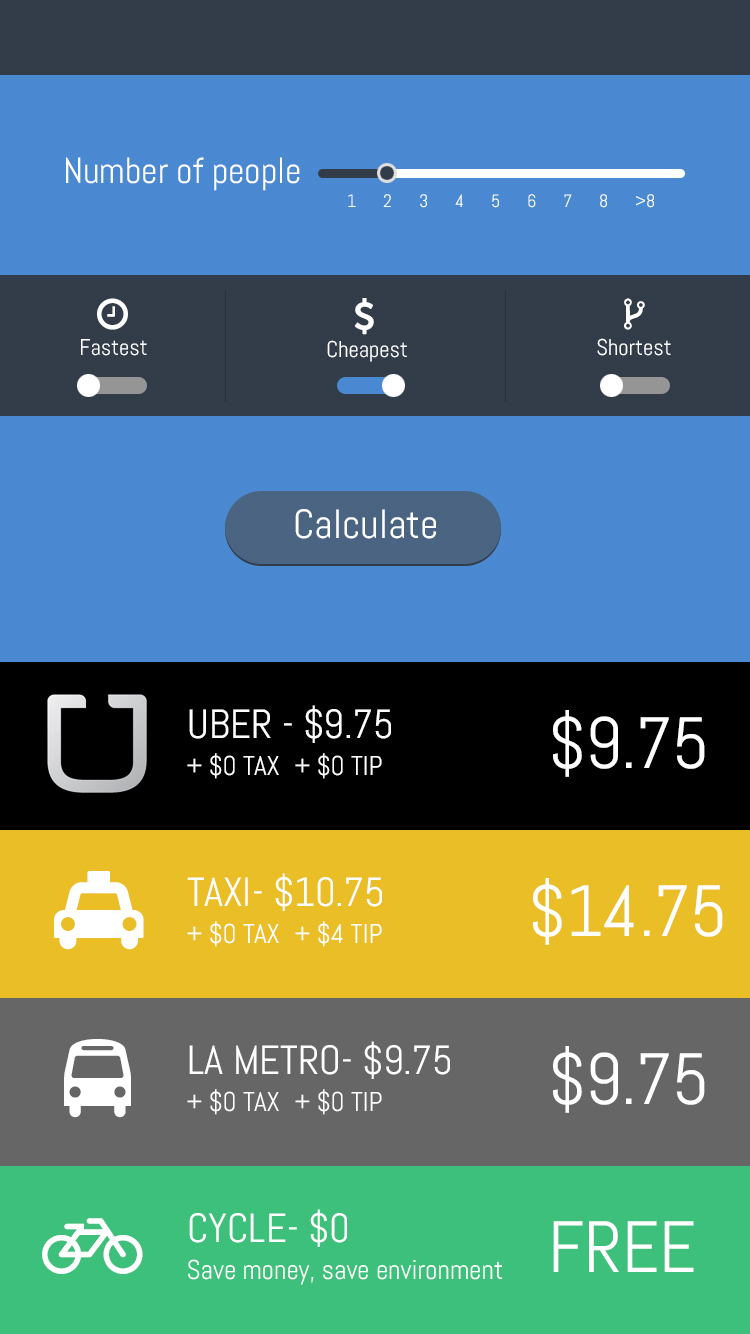 Number of people
1 2 3 4 5 6 7 8 >8
Fastest
Cheapest
Shortest
Calculate
UBER - $9.75
+ $0 TAX + $0 TIP
$9.75
TAXI- $10.75
+ $0 TAX + $4 TIP
$14.75
LA METRO- $9.75
+ $0 TAX + $0 TIP
$9.75
CYCLE- $0
Save money, save environment
FREE